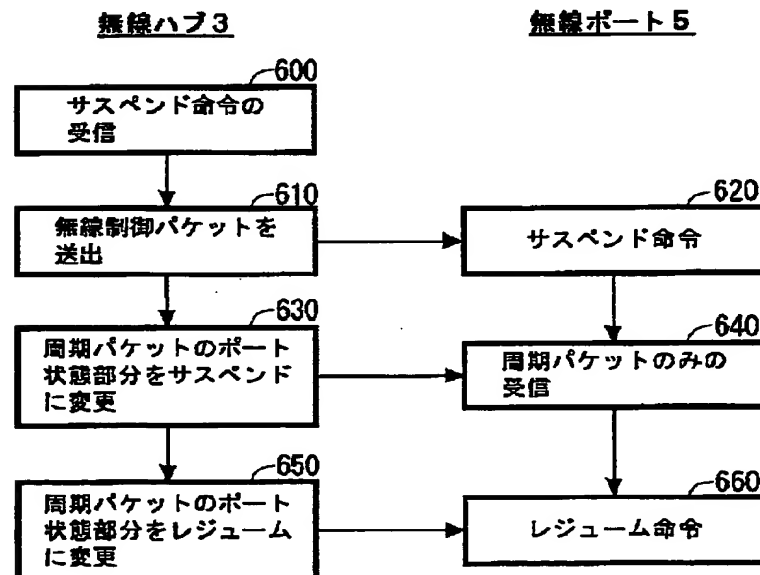 無線ハブ3
無線ポート5
600
サスペンド命令の
受信
610
無線制御パケットを
送出
620
サスペンド命令
630
周期パケットのポート
状態部分をサスペンド
に変更
640
周期パケットのみの
受信
650
周期パケットのポート
状態部分をレジューム
に変更
660
レジューム命令